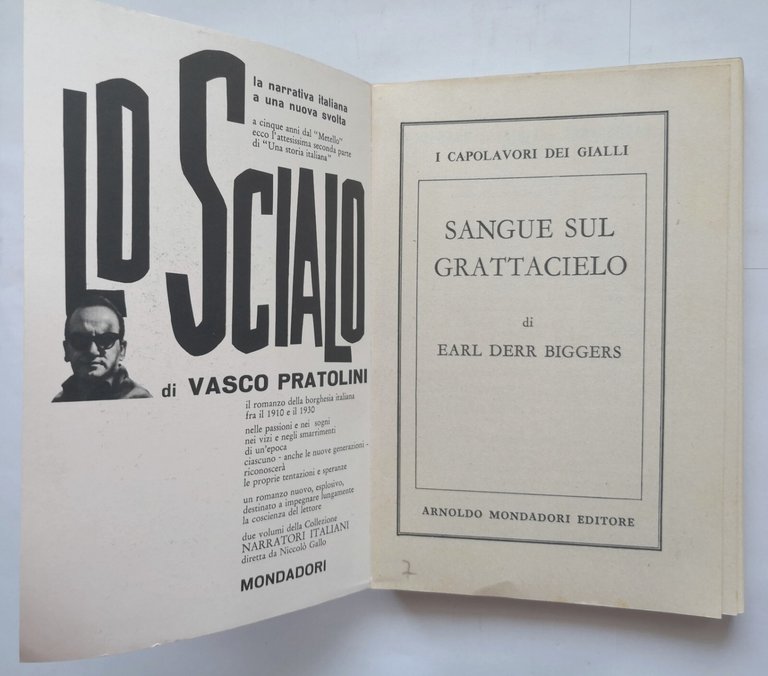 LO SCIALO
la narrativa italiana
a una nuova svolta
a cinque anni dal "Metello"
ecco l'attesissima seconda parte
di "Una storia italiana"
di VASCO PRATOLINI
il romanzo della borghesia italiana
fra il 1910 e il 1930
nelle passioni e nei sogni
nei vizi e negli smarrimenti
di un'epoca
ciascuno - anche le nuove generazioni -
riconoscerà
le proprie tentazioni e speranze
un romanzo nuovo, esplosivo,
destinato a impegnare lungamente
la coscienza del lettore
due volumi della Collezione
NARRATORI ITALIANI
diretta da Niccolò Gallo
MONDADORI
I CAPOLAVORI DEI GIALLI
SANGUE SUL
GRATTACIELO
di
EARL DERR BIGGERS
ARNOLDO MONDADORI EDITORE
7